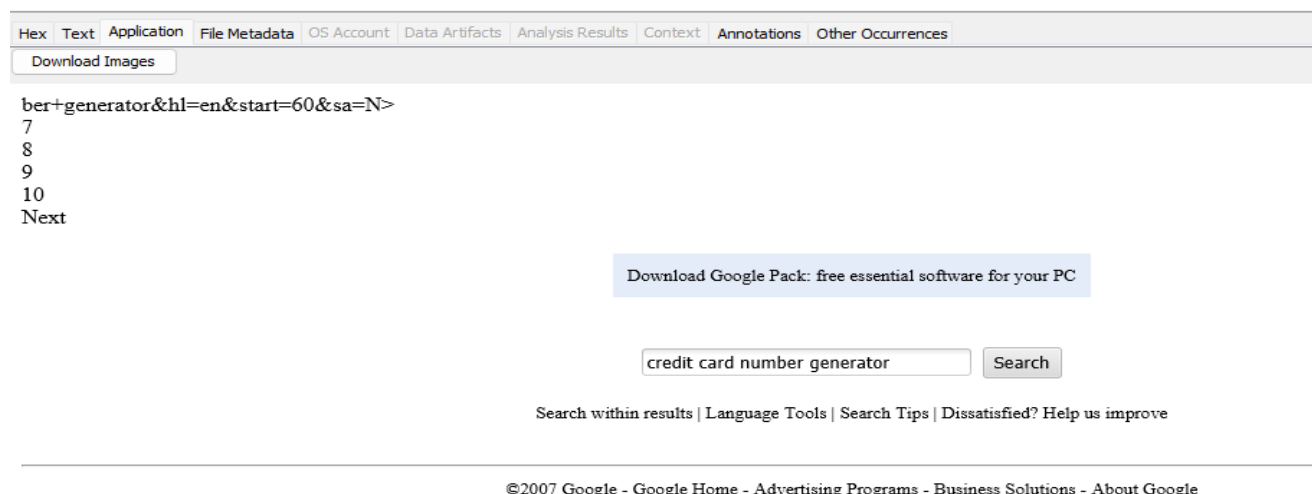 Hex Text Application File Metadata OS Account Data Artifacts Analysis Results Context Annotations Other Occurrences
Download Images
ber+generator&hl=en&start=60&sa=N>
7
8
9
10
Next
Download Google Pack: free essential software for your PC
credit card number generator Search
Search within results | Language Tools | Search Tips | Dissatisfied? Help us improve
©2007 Google - Google Home - Advertising Programs - Business Solutions - About Google